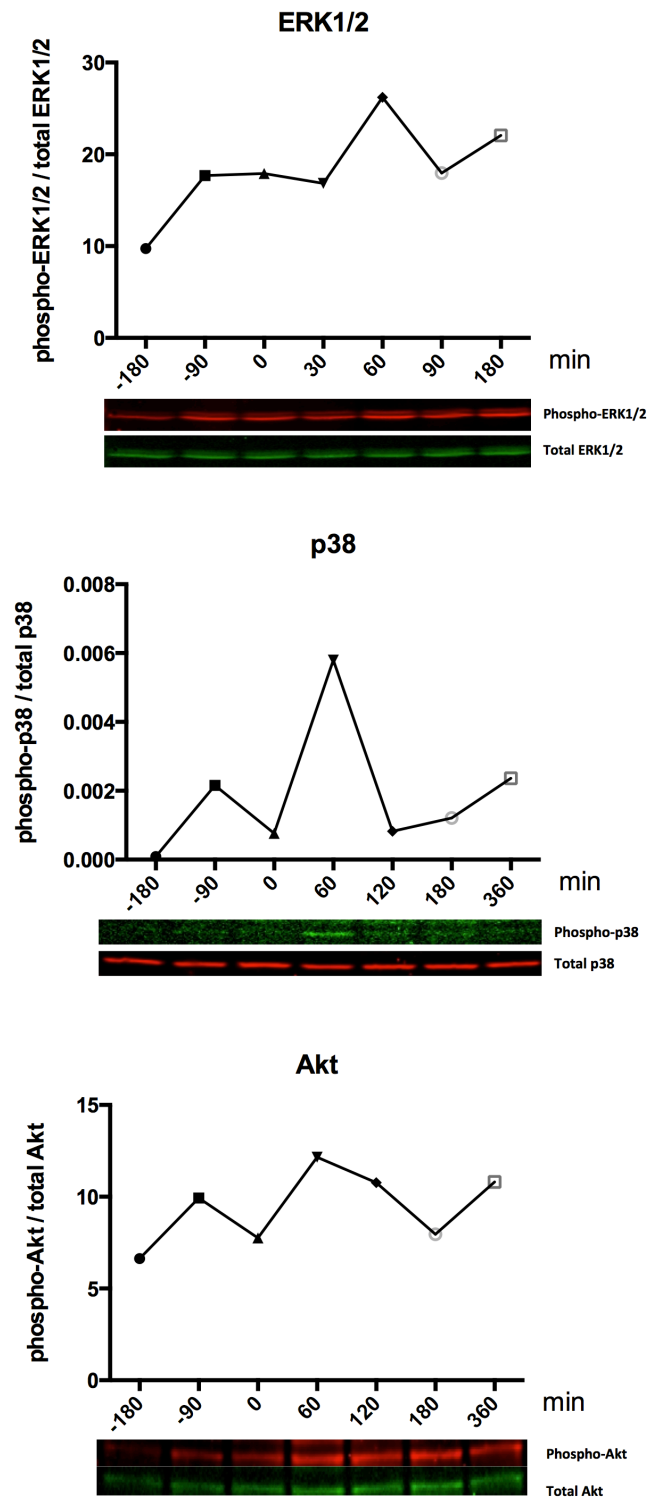 ERK1/2
phospho-ERK1/2 / total ERK1/2
30
20
10
0
-180 -90 0 30 60 90 180 min
Phospho-ERK1/2
Total ERK1/2
p38
phospho-p38 / total p38
0.008
0.006
0.004
0.002
0.000
-180 -90 0 60 120 180 360 min
Phospho-p38
Total p38
Akt
phospho-Akt / total Akt
15
10
5
0
-180 -90 0 60 120 180 360 min
Phospho-Akt
Total Akt